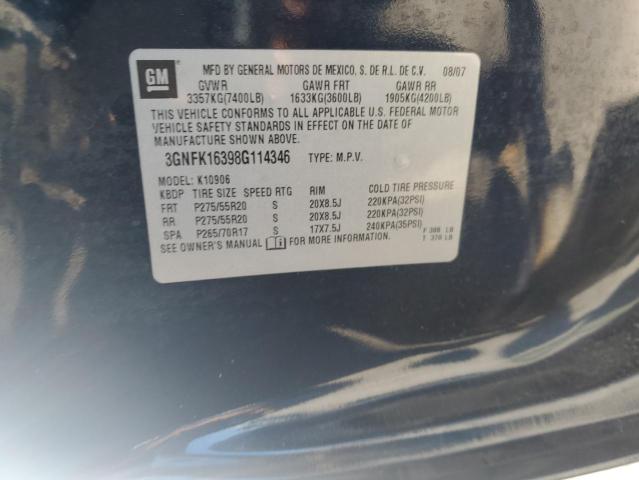 GM
MFD BY GENERAL MOTORS DE MEXICO, S. DE R.L. DE C.V. 08/07
GVWR GAWR FRT GAWR RR
3357KG(7400LB) 1633KG(3600LB) 1905KG(4200LB)
THIS VEHICLE CONFORMS TO ALL APPLICABLE U.S. FEDERAL MOTOR
VEHICLE SAFETY STANDARDS IN EFFECT ON THE DATE OF
MANUFACTURE SHOWN ABOVE.
3GNFK16398G114346 TYPE: M.P.V.
MODEL: K10906
KBDP TIRE SIZE SPEED RTG RIM COLD TIRE PRESSURE
FRT P275/55R20 S 20X8.5J 220KPA(32PSI)
RR P275/55R20 S 20X8.5J 220KPA(32PSI)
SPA P265/70R17 S 17X7.5J 240KPA(35PSI)
SEE OWNER'S MANUAL FOR MORE INFORMATION. F 388 LB
T 370 LB